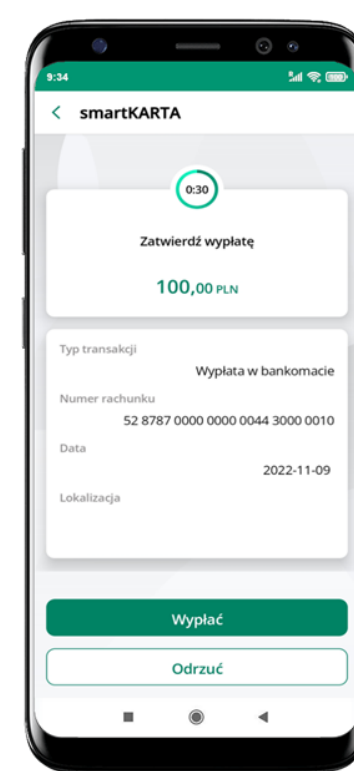 9:34
smartKARTA
0:30
Zatwierdź wypłatę
100,00 PLN
Typ transakcji
Wypłata w bankomacie
Numer rachunku
52 8787 0000 0000 0044 3000 0010
Data
2022-11-09
Lokalizacja
Wypłać
Odrzuć